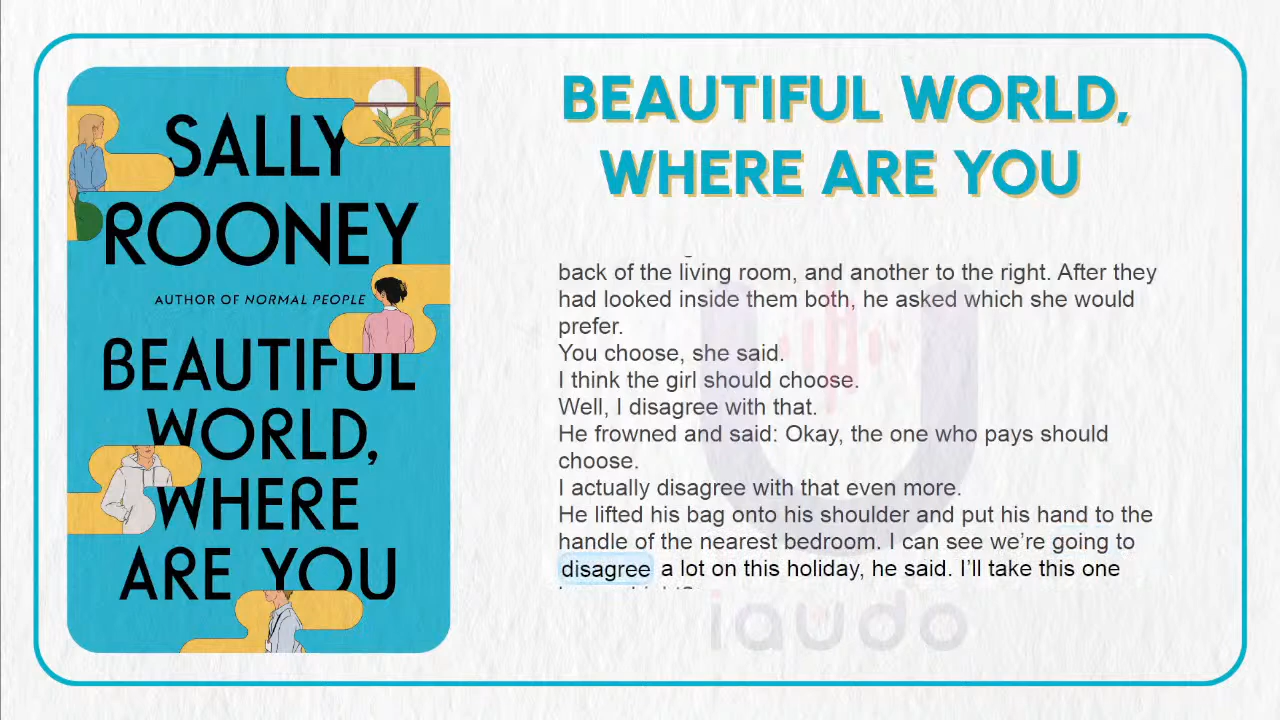 SALLY
ROONEY
AUTHOR OF NORMAL PEOPLE
BEAUTIFUL
WORLD,
WHERE
ARE YOU
BEAUTIFUL WORLD,
WHERE ARE YOU
back of the living room, and another to the right. After they
had looked inside them both, he asked which she would
prefer.
You choose, she said.
I think the girl should choose.
Well, I disagree with that.
He frowned and said: Okay, the one who pays should
choose.
I actually disagree with that even more.
He lifted his bag onto his shoulder and put his hand to the
handle of the nearest bedroom. I can see we’re going to
disagree a lot on this holiday, he said. I’ll take this one
iaudo